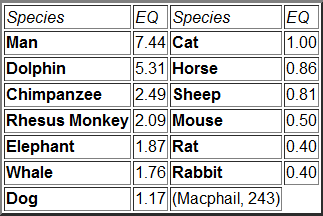 Species EQ Species EQ
Man 7.44 Cat 1.00
Dolphin 5.31 Horse 0.86
Chimpanzee 2.49 Sheep 0.81
Rhesus Monkey 2.09 Mouse 0.50
Elephant 1.87 Rat 0.40
Whale 1.76 Rabbit 0.40
Dog 1.17 (Macphail, 243)